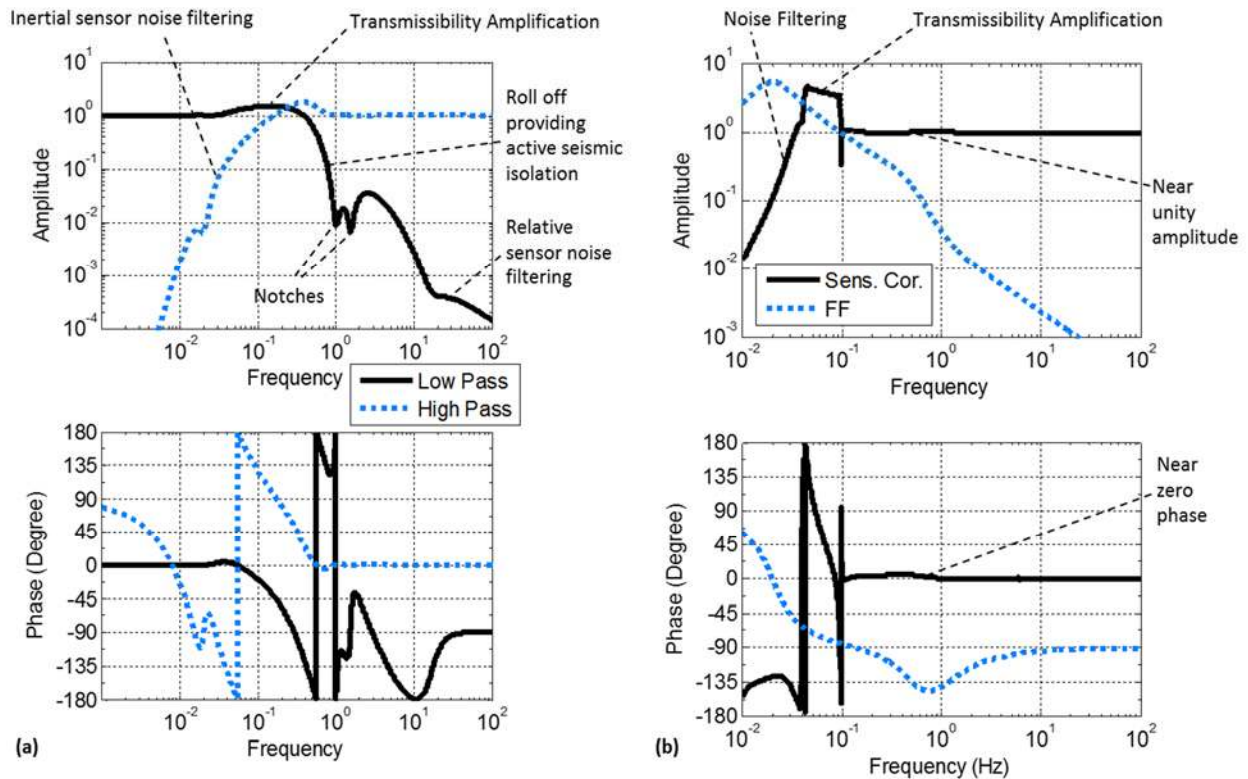 Inertial sensor noise filtering
Transmissibility Amplification
10^1
10^0
10^-1
10^-2
10^-3
10^-4
Amplitude
Roll off
providing
active seismic
isolation
Relative
sensor noise
filtering
Notches
10^-2
10^-1
10^0
10^1
10^2
Frequency
Low Pass
High Pass
180
135
90
45
0
-45
-90
-135
-180
Phase (Degree)
10^-2
10^-1
10^0
10^1
10^2
Frequency
(a)
Noise Filtering
Transmissibility Amplification
10^1
10^0
10^-1
10^-2
10^-3
Amplitude
Near
unity
amplitude
Sens. Cor.
FF
10^-2
10^-1
10^0
10^1
10^2
Frequency
180
135
90
45
0
-45
-90
-135
-180
Phase (Degree)
Near
zero
phase
10^-2
10^-1
10^0
10^1
10^2
Frequency (Hz)
(b)